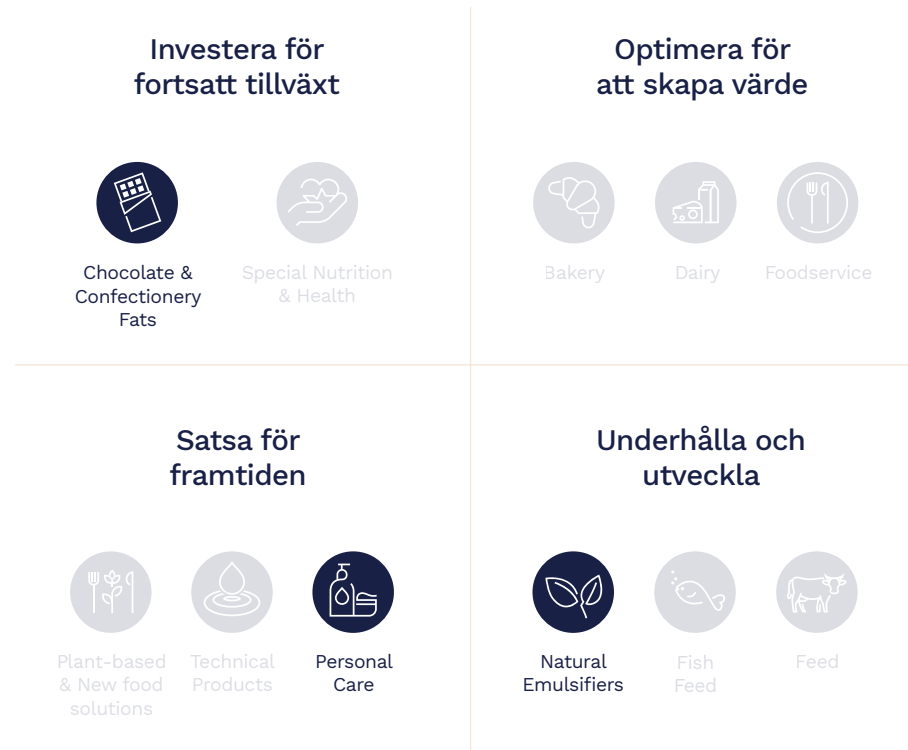 Investera för
fortsatt tillväxt
Chocolate &
Confectionery
Fats
Special Nutrition
& Health
Optimera för
att skapa värde
Bakery
Dairy
Foodservice
Satsa för
framtiden
Plant-based
& New food
solutions
Technical
Products
Personal
Care
Underhålla och
utveckla
Natural
Emulsifiers
Fish
Feed
Feed